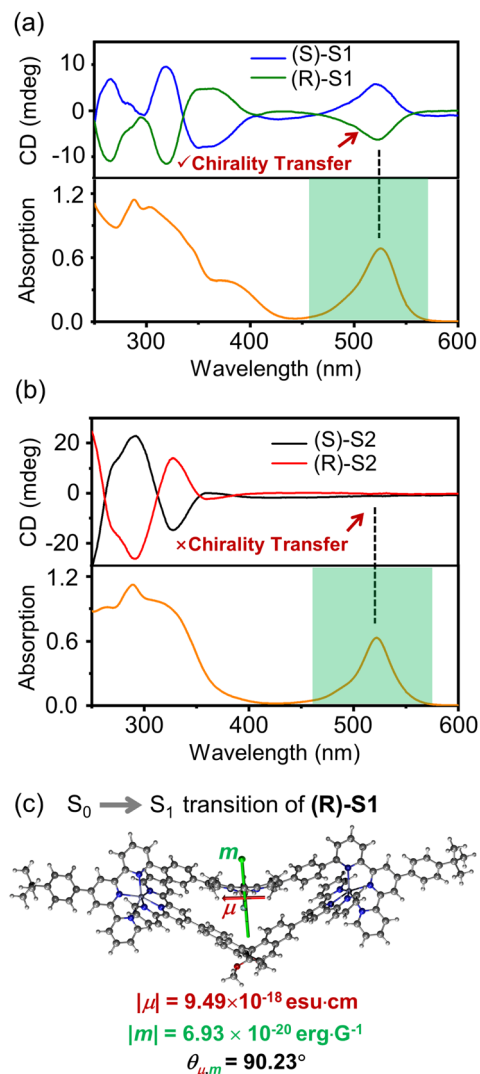 (a)
10
0
-10
CD (mdeg)
(S)-S1
(R)-S1
✓Chirality Transfer
1.2
0.6
0.0
Absorption
300 400 500 600
Wavelength (nm)
(b)
20
0
-20
CD (mdeg)
(S)-S2
(R)-S2
×Chirality Transfer
1.2
0.6
0.0
Absorption
300 400 500 600
Wavelength (nm)
(c) S₀ S₁ transition of (R)-S1
m
μ
|μ| = 9.49×10⁻¹⁸ esu·cm
|m| = 6.93 × 10⁻²⁰ erg·G⁻¹
θμ,m = 90.23°